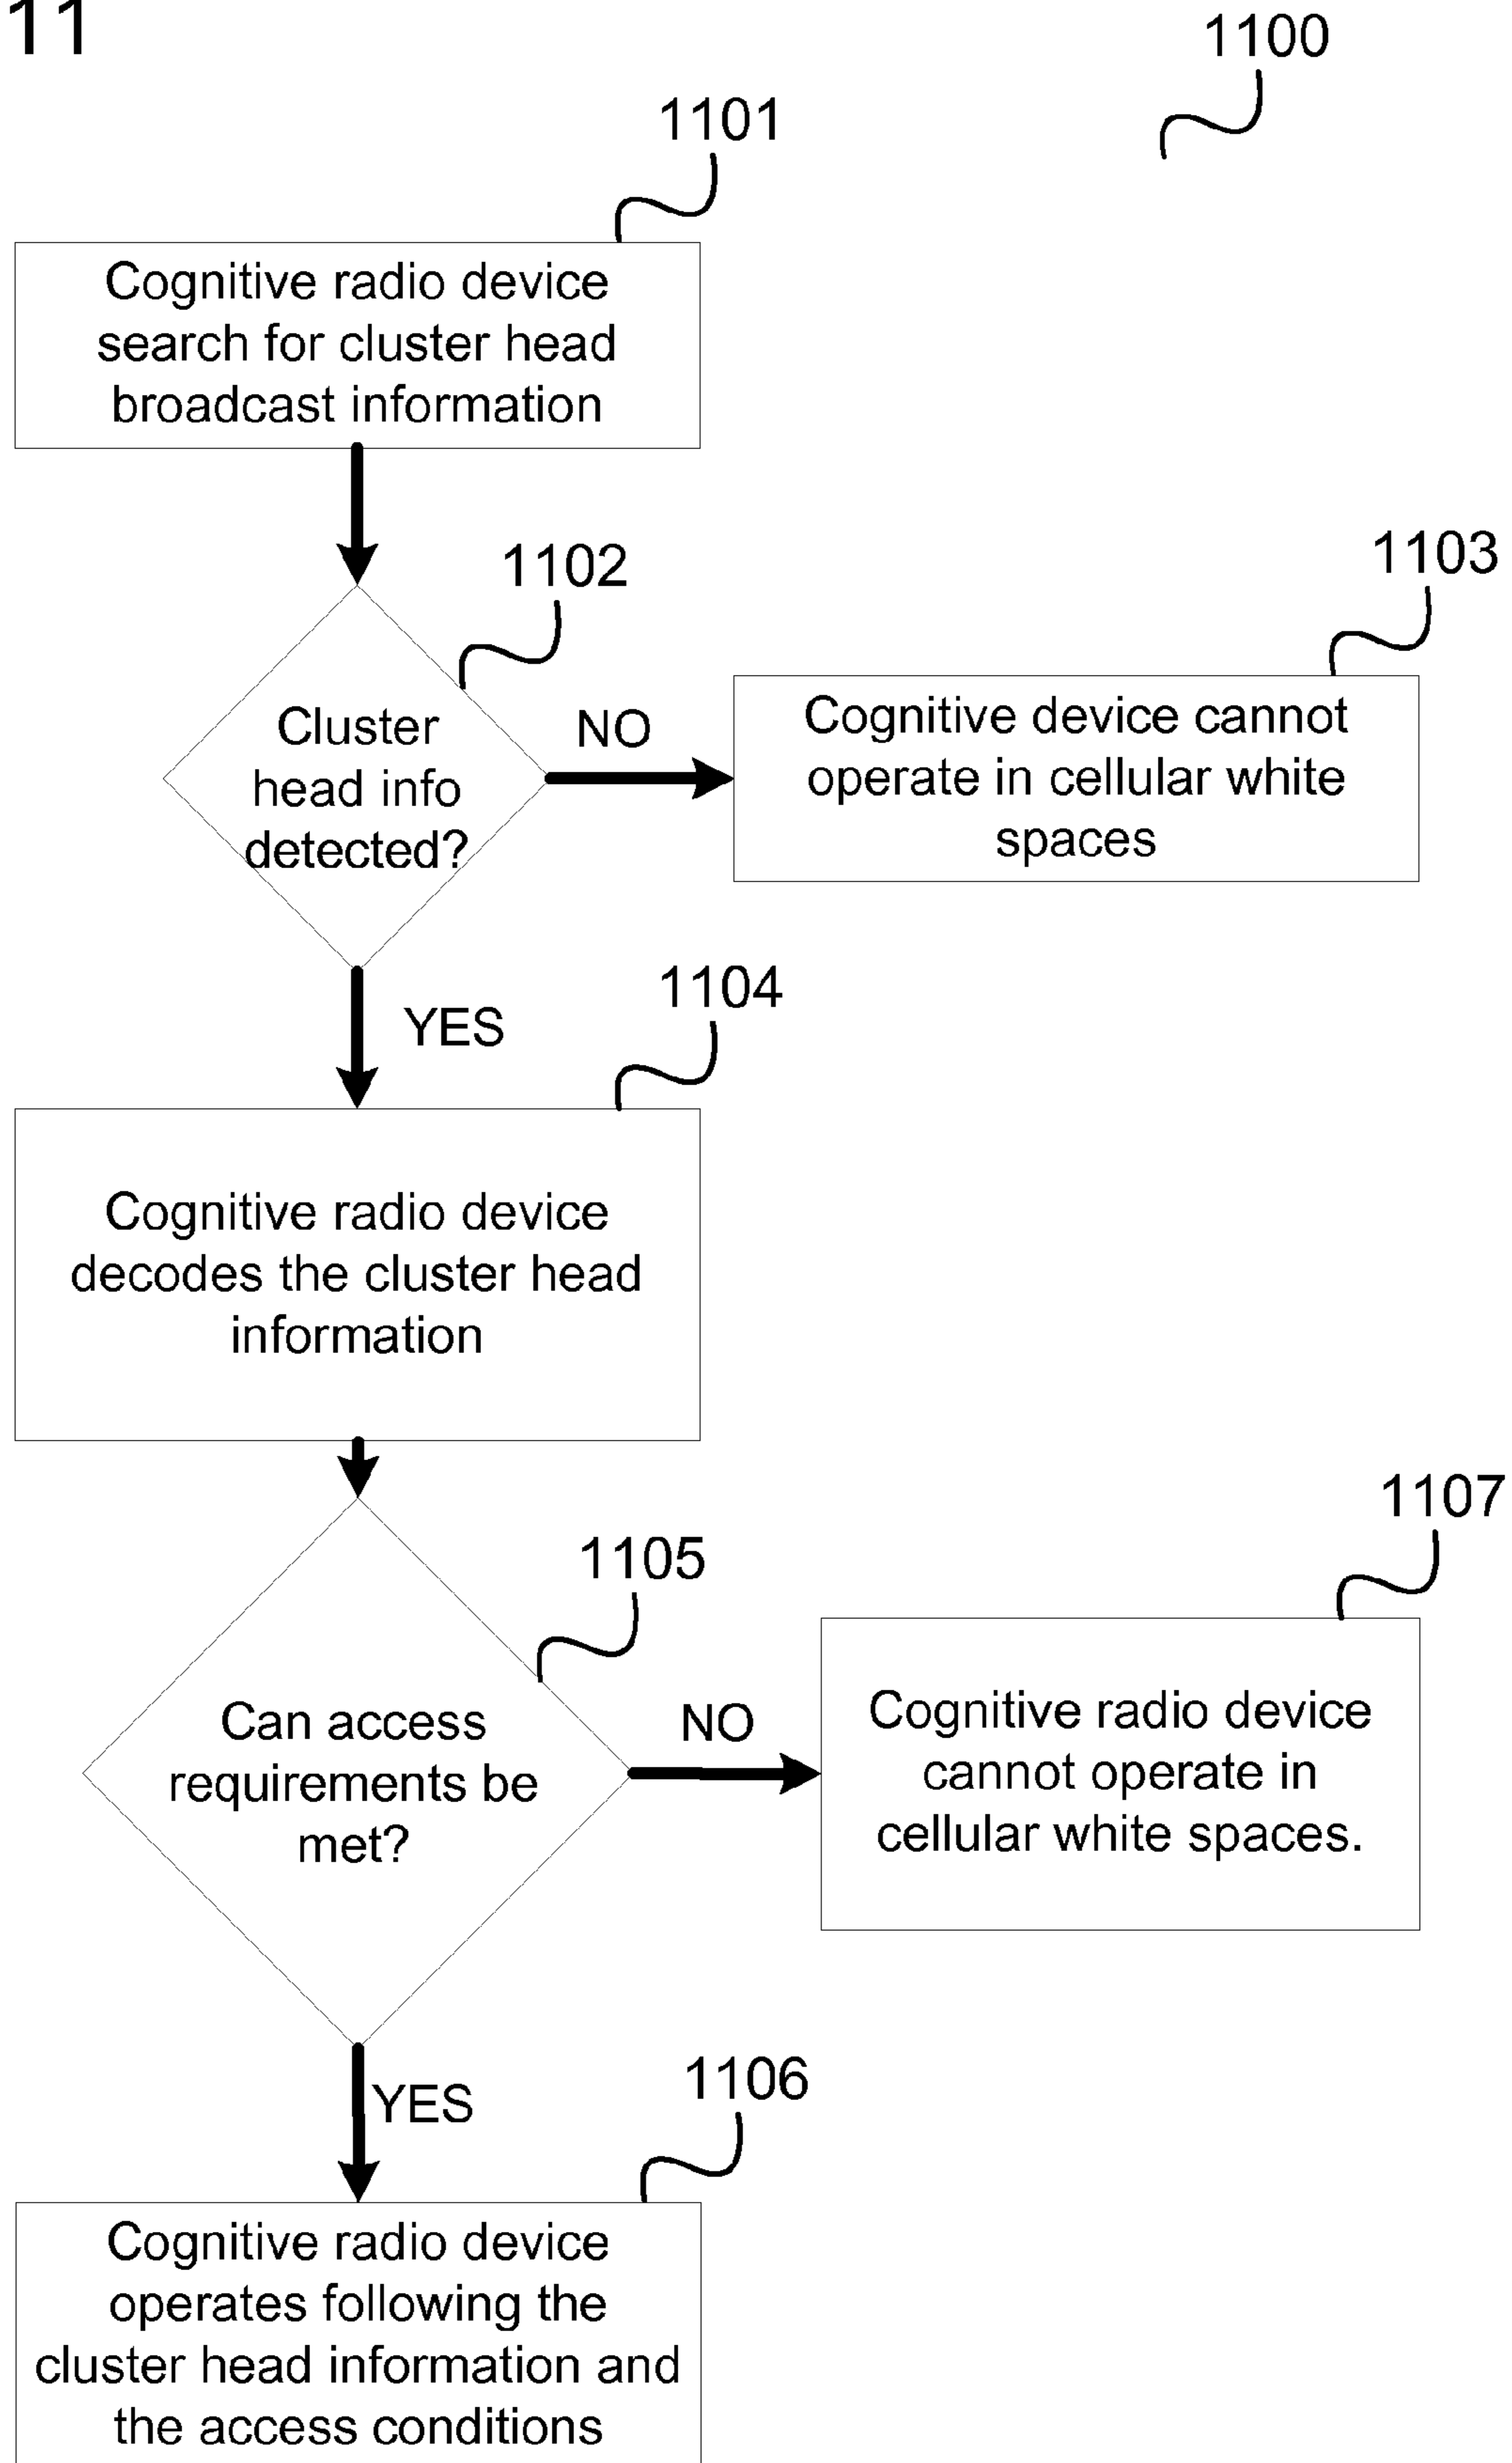 11
1100
1101
Cognitive radio device
search for cluster head
broadcast information
1102
1103
Cluster
head info
detected?
NO
Cognitive device cannot
operate in cellular white
spaces
YES
1104
Cognitive radio device
decodes the cluster head
information
1105
1107
Can access
requirements be
met?
NO
Cognitive radio device
cannot operate in
cellular white spaces.
YES
1106
Cognitive radio device
operates following the
cluster head information and
the access conditions